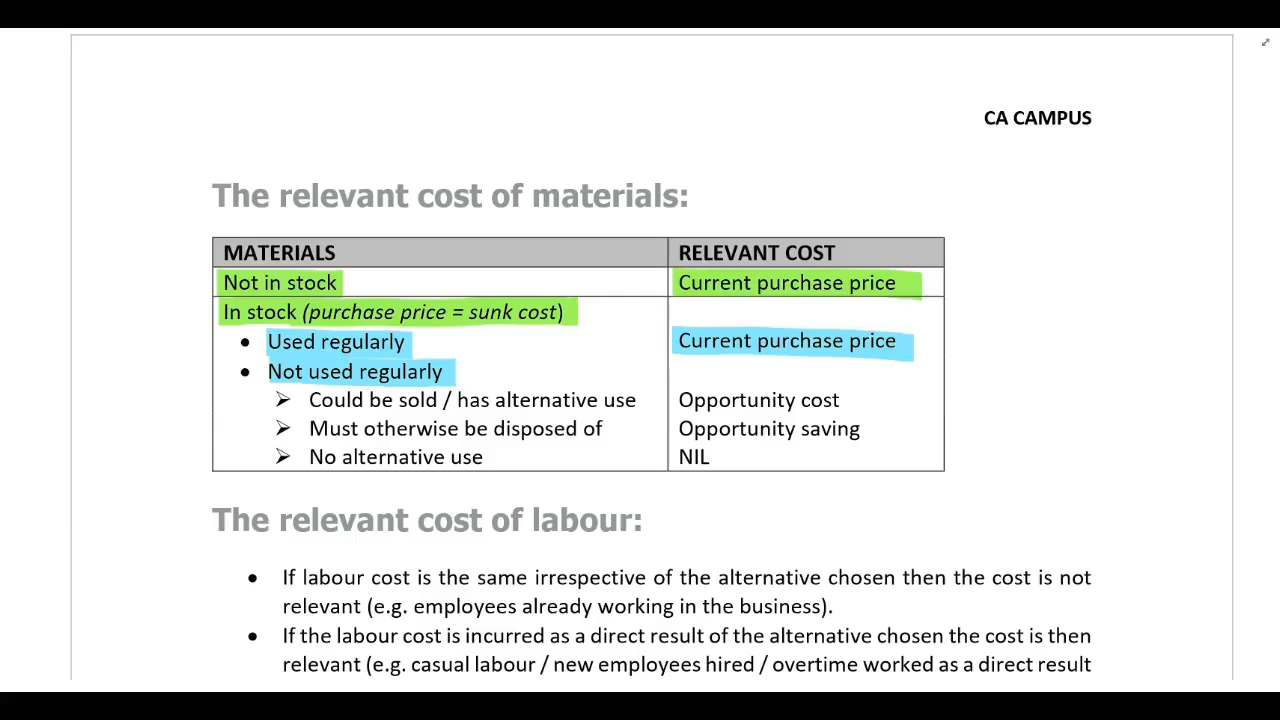 CA CAMPUS
The relevant cost of materials:
MATERIALS RELEVANT COST
Not in stock Current purchase price
In stock (purchase price = sunk cost)
• Used regularly Current purchase price
• Not used regularly
➢ Could be sold / has alternative use Opportunity cost
➢ Must otherwise be disposed of Opportunity saving
➢ No alternative use NIL
The relevant cost of labour:
• If labour cost is the same irrespective of the alternative chosen then the cost is not
relevant (e.g. employees already working in the business).
• If the labour cost is incurred as a direct result of the alternative chosen the cost is then
relevant (e.g. casual labour / new employees hired / overtime worked as a direct result